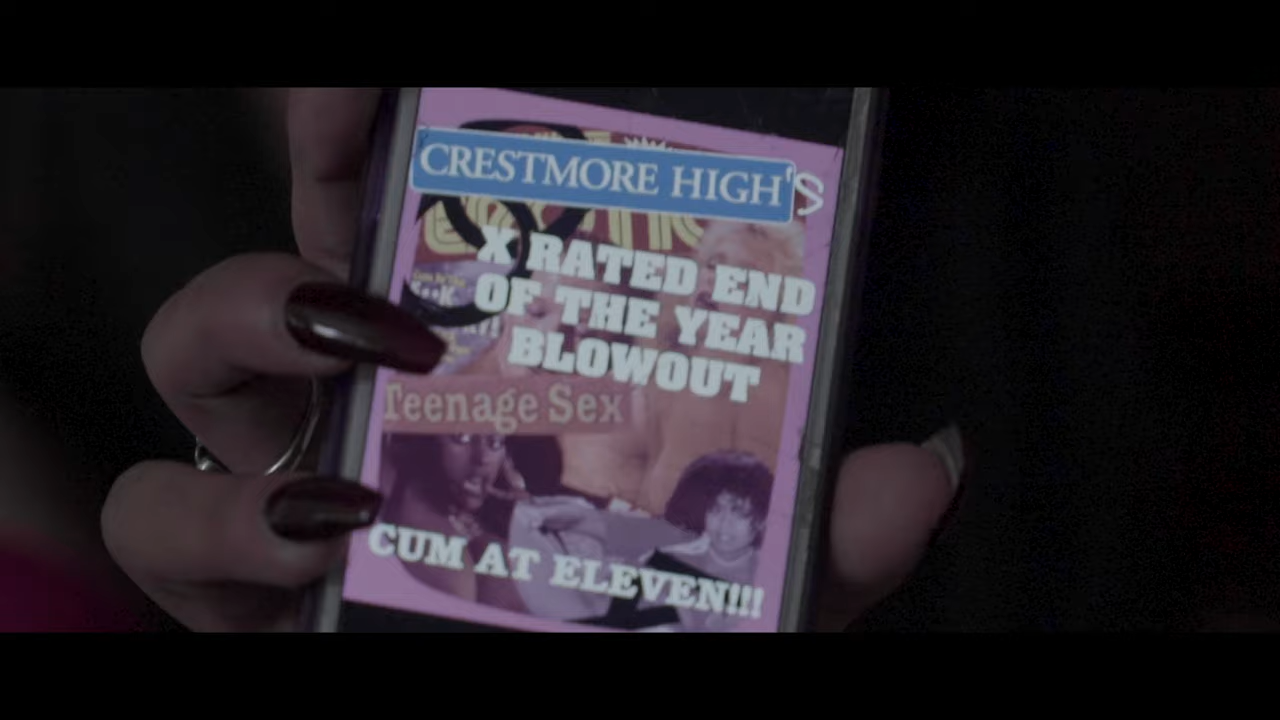 CRESTMORE HIGH'S
X RATED END
OF THE YEAR
BLOWOUT
Teenage Sex
CUM AT ELEVEN!!!